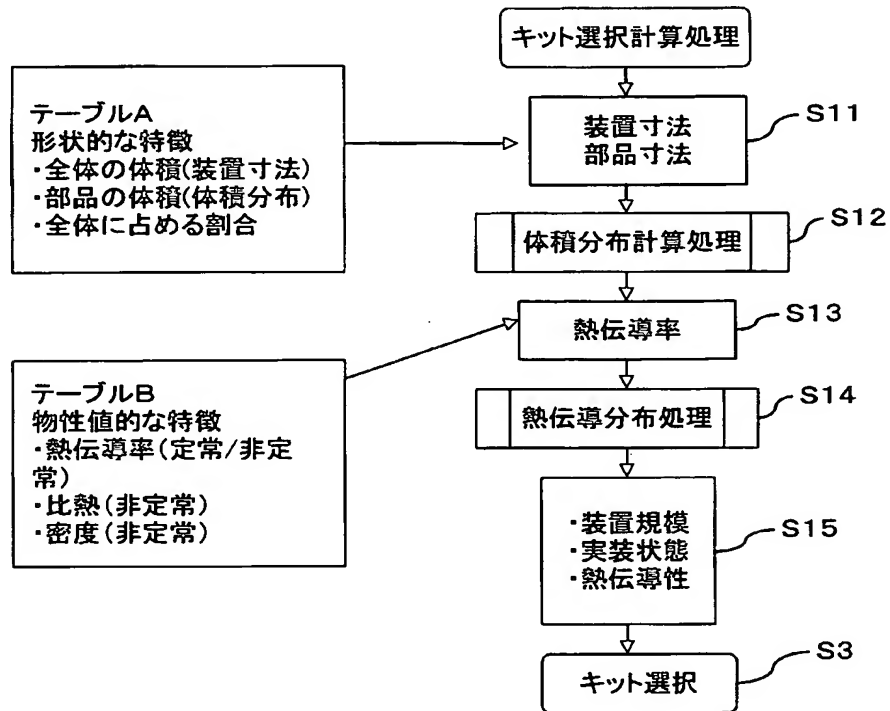 キット選択計算処理
テーブルA
形状的な特徴
・全体の体積(装置寸法)
・部品の体積(体積分布)
・全体に占める割合
装置寸法
部品寸法
S11
体積分布計算処理
S12
熱伝導率
S13
テーブルB
物性値的な特徴
・熱伝導率(定常/非定
常)
・比熱(非定常)
・密度(非定常)
熱伝導分布処理
S14
・装置規模
・実装状態
・熱伝導性
S15
キット選択
S3